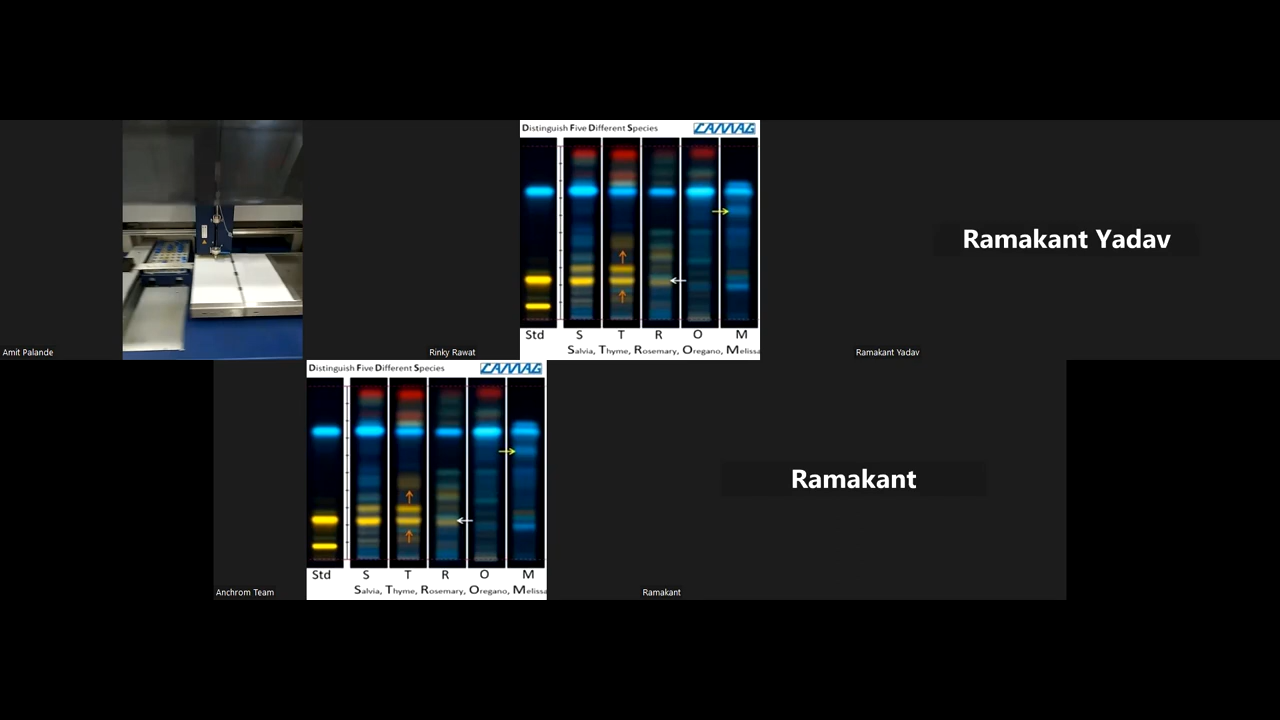 Distinguish Five Different Species
CAMAG
Std S T R O M
Salvia, Thyme, Rosemary, Oregano, Melissa
Ramakant Yadav
Amit Palande
Rinky Rawat
Ramakant Yadav
Distinguish Five Different Species
CAMAG
Std S T R O M
Salvia, Thyme, Rosemary, Oregano, Melissa
Ramakant
Anchrom Team
Ramakant